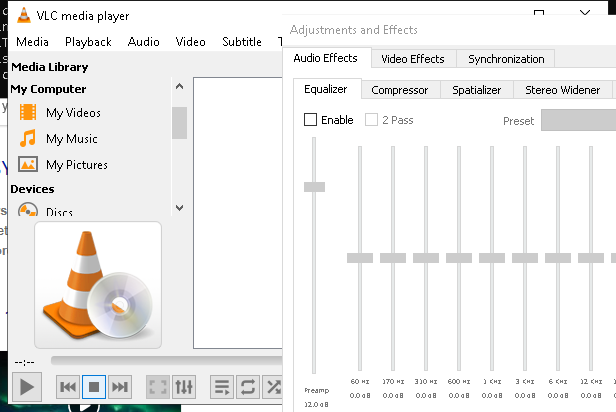 VLC media player
Media Playback Audio Video Subtitle T
Media Library
My Computer
My Videos
My Music
My Pictures
Devices
Discs
--:--
Adjustments and Effects
Audio Effects Video Effects Synchronization
Equalizer Compressor Spatializer Stereo Widener
Enable 2 Pass Preset
60 Hz 170 Hz 310 Hz 600 Hz 1 KHz 3 KHz 6 KHz 12 KHz
Preamp 0.0 dB 0.0 dB 0.0 dB 0.0 dB 0.0 dB 0.0 dB 0.0 dB 0.0 dB
12.0 dB